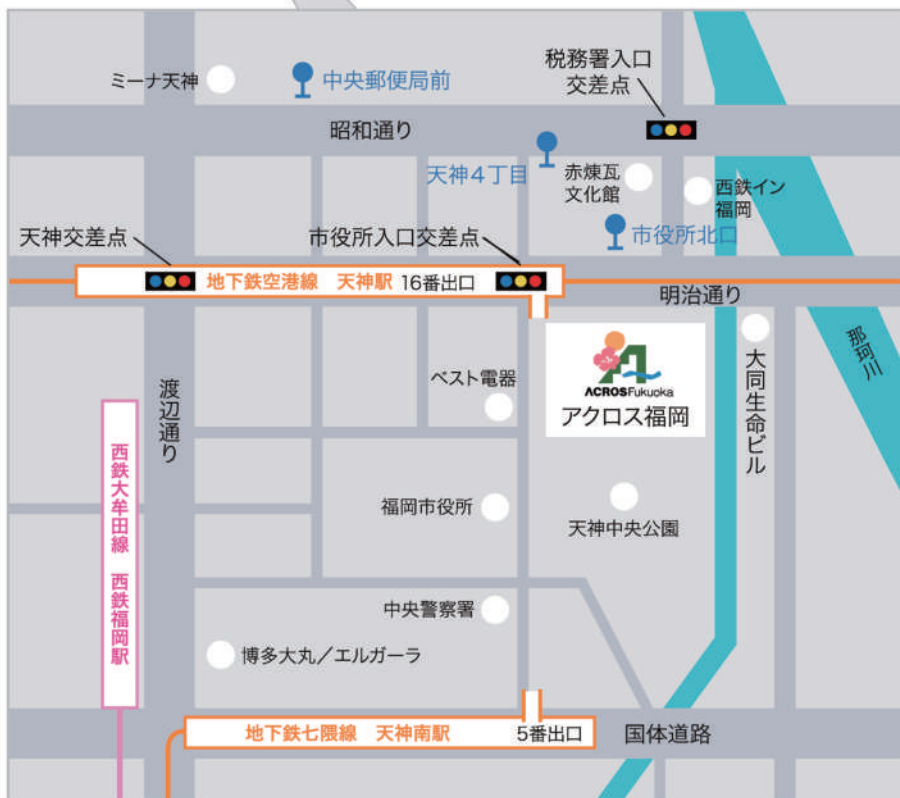 ミーナ天神
中央郵便局前
税務署入口
交差点
昭和通り
天神4丁目
赤煉瓦
文化館
西鉄イン
福岡
市役所北口
天神交差点
市役所入口交差点
地下鉄空港線　天神駅 16番出口
明治通り
那珂川
ACROSFukuoka
アクロス福岡
大同生命ビル
ベスト電器
渡辺通り
西鉄大牟田線　西鉄福岡駅
福岡市役所
天神中央公園
中央警察署
博多大丸／エルガーラ
地下鉄七隈線　天神南駅 5番出口
国体道路